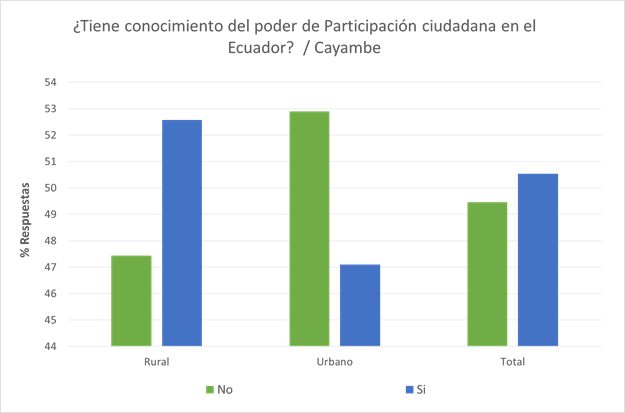 ¿Tiene conocimiento del poder de Participación ciudadana en el
Ecuador?  / Cayambe
54
53
52
51
50
49
48
47
46
45
44
% Respuestas
Rural
Urbano
Total
No
Si